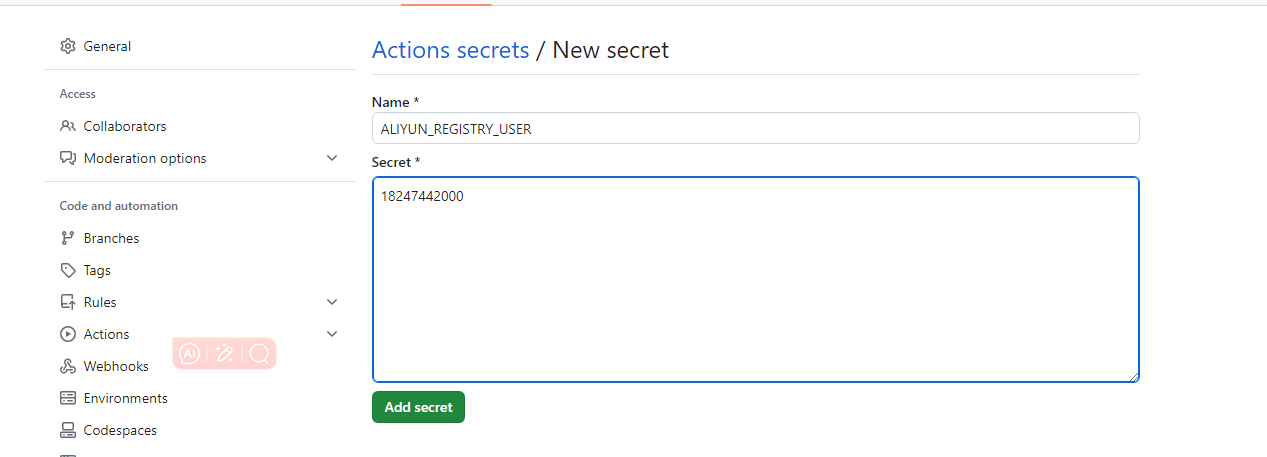 General
Access
Collaborators
Moderation options
Code and automation
Branches
Tags
Rules
Actions
Webhooks
Environments
Codespaces
Actions secrets / New secret
Name *
ALIYUN_REGISTRY_USER
Secret *
18247442000
Add secret
AI